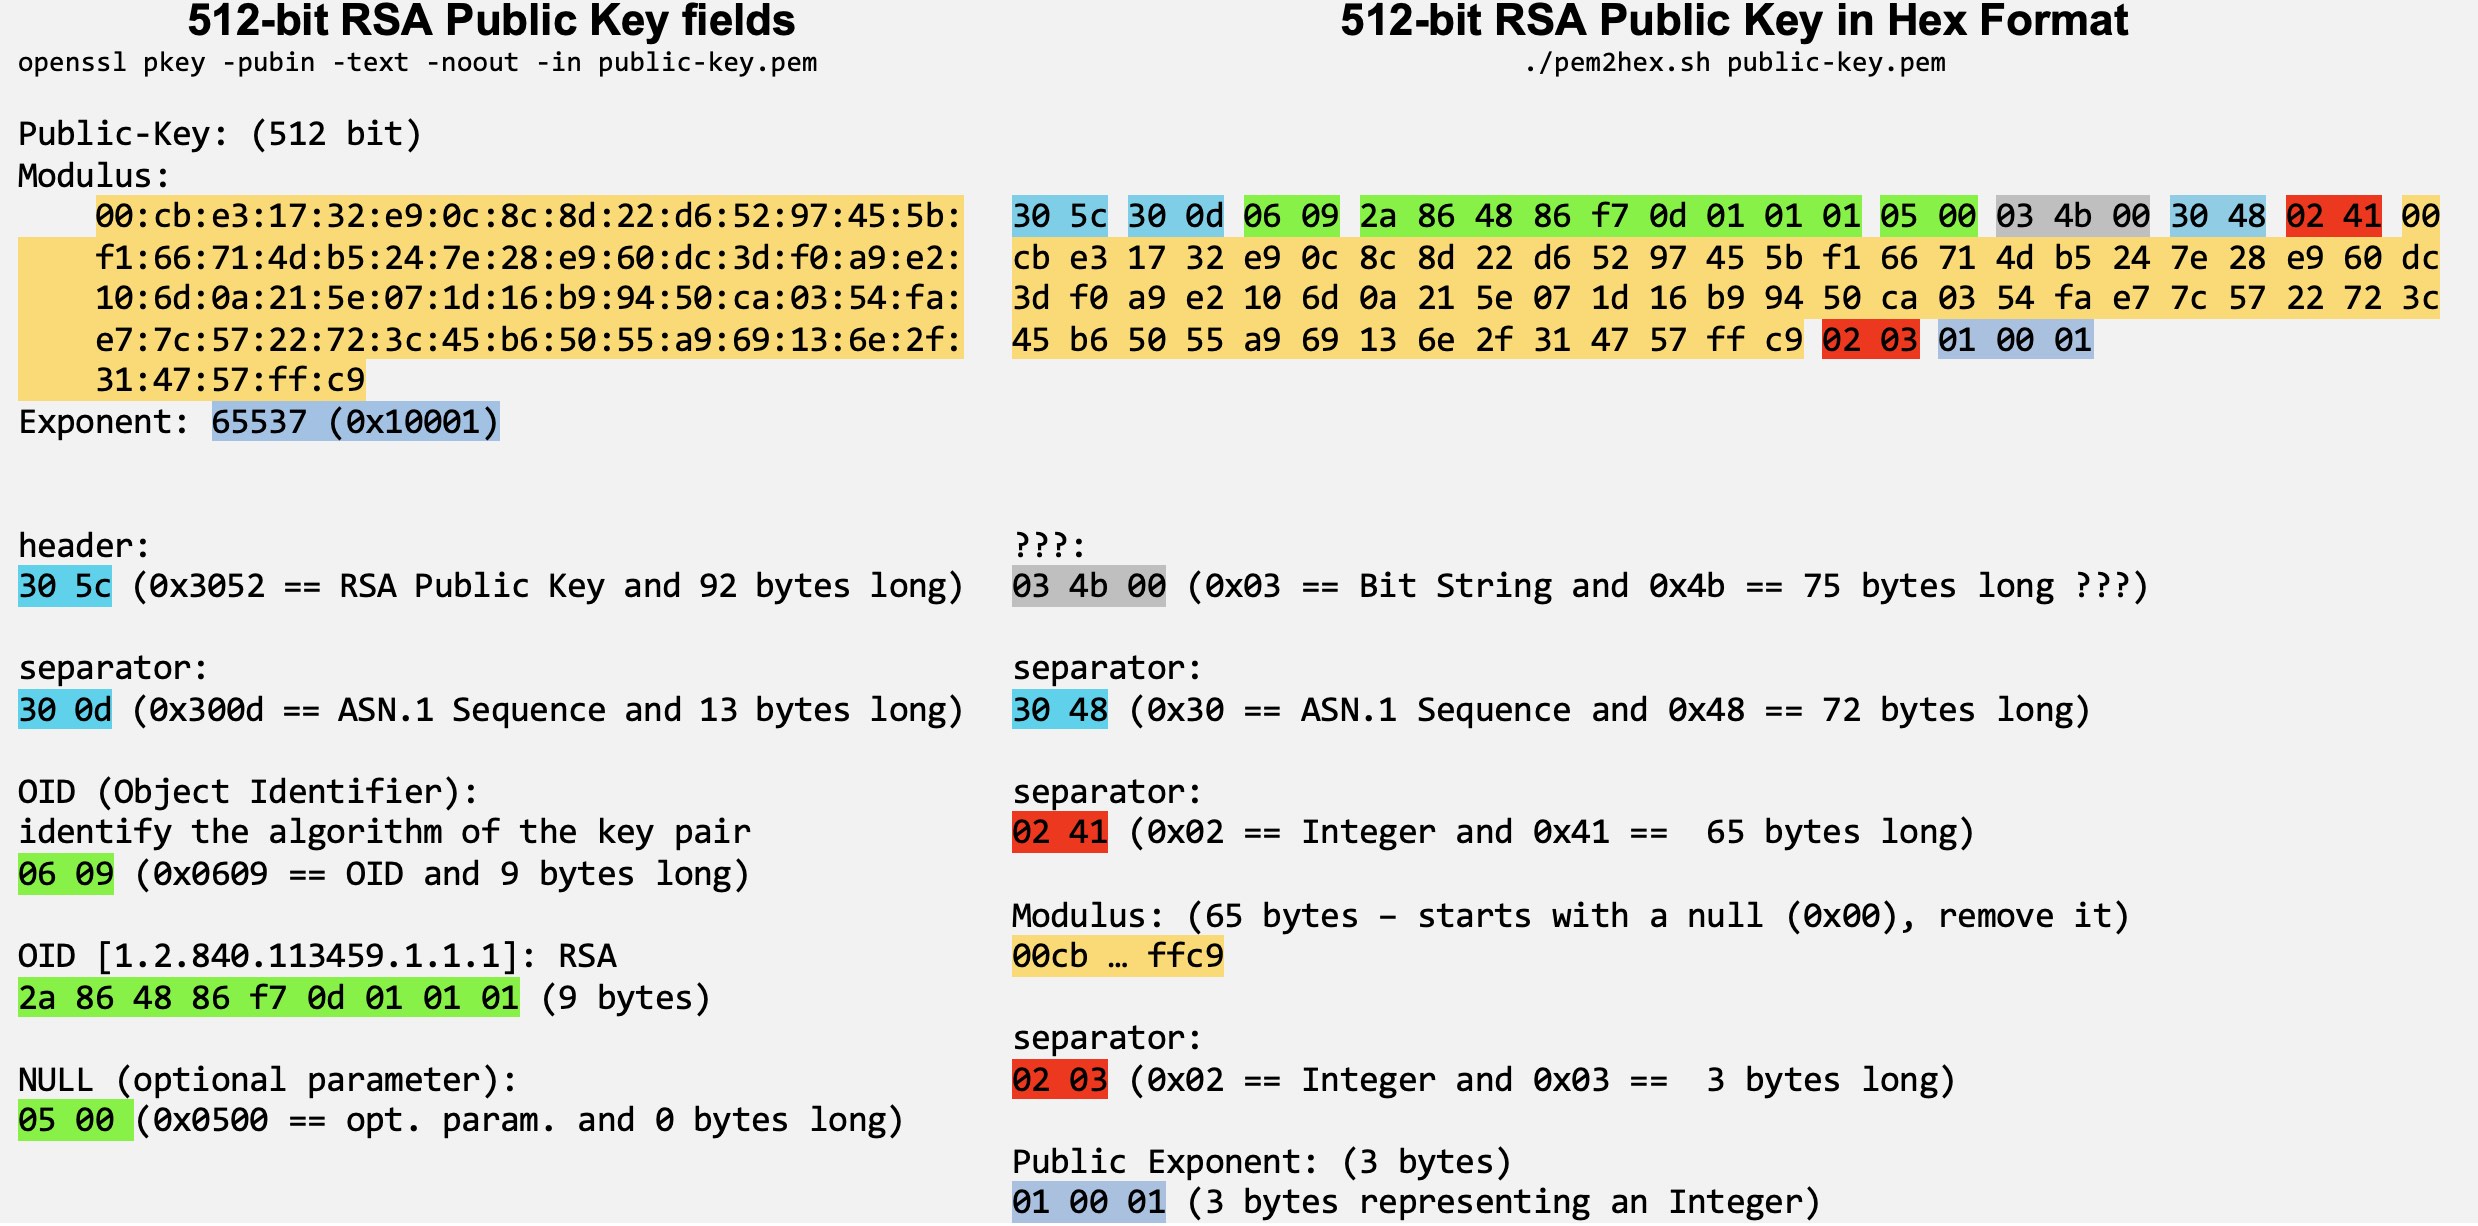 512-bit RSA Public Key fields
openssl pkey -pubin -text -noout -in public-key.pem
Public-Key: (512 bit)
Modulus:
00:cb:e3:17:32:e9:0c:8c:8d:22:d6:52:97:45:5b:
f1:66:71:4d:b5:24:7e:28:e9:60:dc:3d:f0:a9:e2:
10:6d:0a:21:5e:07:1d:16:b9:94:50:ca:03:54:fa:
e7:7c:57:22:72:3c:45:b6:50:55:a9:69:13:6e:2f:
31:47:57:ff:c9
Exponent: 65537 (0x10001)
header:
30 5c (0x3052 == RSA Public Key and 92 bytes long)
separator:
30 0d (0x300d == ASN.1 Sequence and 13 bytes long)
OID (Object Identifier):
identify the algorithm of the key pair
06 09 (0x0609 == OID and 9 bytes long)
OID [1.2.840.113459.1.1.1]: RSA
2a 86 48 86 f7 0d 01 01 01 (9 bytes)
NULL (optional parameter):
05 00 (0x0500 == opt. param. and 0 bytes long)
512-bit RSA Public Key in Hex Format
./pem2hex.sh public-key.pem
30 5c 30 0d 06 09 2a 86 48 86 f7 0d 01 01 01 05 00 03 4b 00 30 48 02 41 00
cb e3 17 32 e9 0c 8c 8d 22 d6 52 97 45 5b f1 66 71 4d b5 24 7e 28 e9 60 dc
3d f0 a9 e2 10 6d 0a 21 5e 07 1d 16 b9 94 50 ca 03 54 fa e7 7c 57 22 72 3c
45 b6 50 55 a9 69 13 6e 2f 31 47 57 ff c9 02 03 01 00 01
???:
03 4b 00 (0x03 == Bit String and 0x4b == 75 bytes long ???)
separator:
30 48 (0x30 == ASN.1 Sequence and 0x48 == 72 bytes long)
separator:
02 41 (0x02 == Integer and 0x41 == 65 bytes long)
Modulus: (65 bytes – starts with a null (0x00), remove it)
00cb … ffc9
separator:
02 03 (0x02 == Integer and 0x03 == 3 bytes long)
Public Exponent: (3 bytes)
01 00 01 (3 bytes representing an Integer)